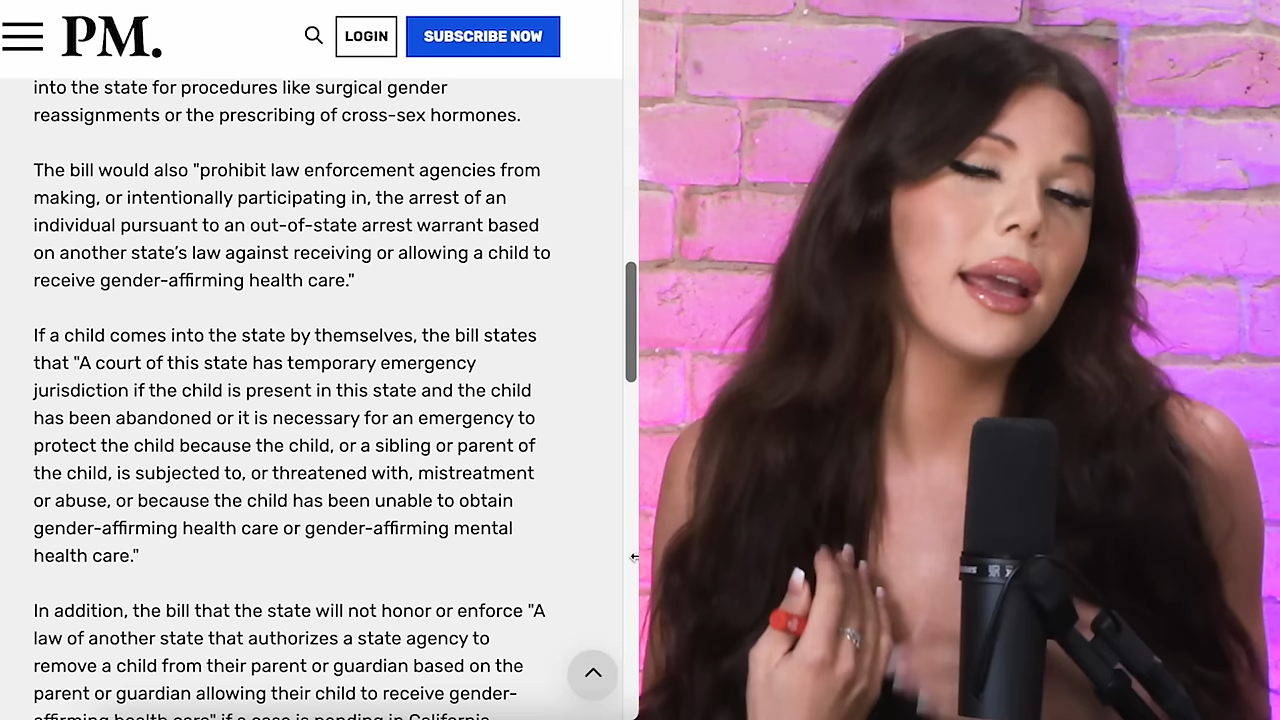 PM.
LOGIN
SUBSCRIBE NOW
into the state for procedures like surgical gender
reassignments or the prescribing of cross-sex hormones.
The bill would also "prohibit law enforcement agencies from
making, or intentionally participating in, the arrest of an
individual pursuant to an out-of-state arrest warrant based
on another state’s law against receiving or allowing a child to
receive gender-affirming health care."
If a child comes into the state by themselves, the bill states
that "A court of this state has temporary emergency
jurisdiction if the child is present in this state and the child
has been abandoned or it is necessary for an emergency to
protect the child because the child, or a sibling or parent of
the child, is subjected to, or threatened with, mistreatment
or abuse, or because the child has been unable to obtain
gender-affirming health care or gender-affirming mental
health care."
In addition, the bill that the state will not honor or enforce "A
law of another state that authorizes a state agency to
remove a child from their parent or guardian based on the
parent or guardian allowing their child to receive gender-
affirming health care" if a case is pending in California